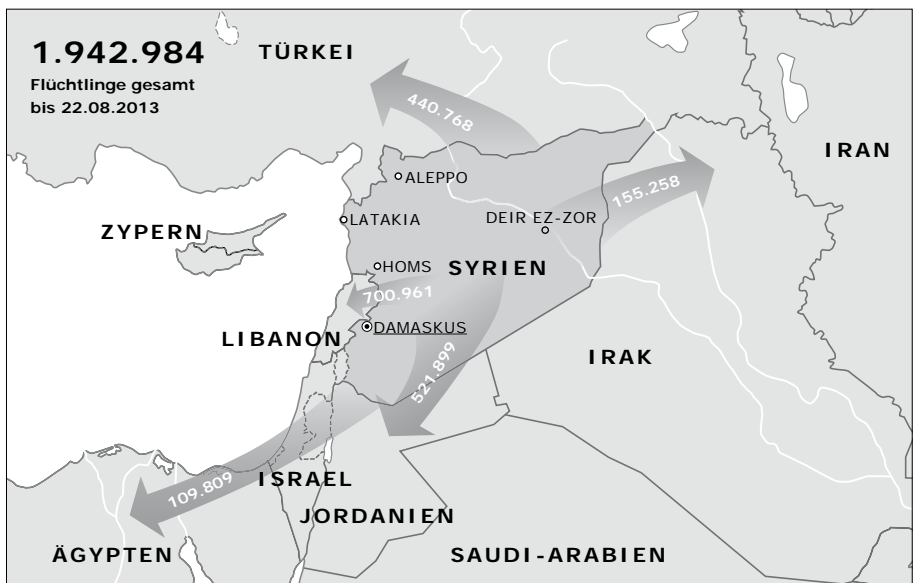 1.942.984
Flüchtlinge gesamt
bis 22.08.2013
TÜRKEI
440.768
IRAN
ALEPPO
155.258
LATAKIA
DEIR EZ-ZOR
ZYPERN
HOMS
SYRIEN
700.961
DAMASKUS
LIBANON
521.899
IRAK
109.809
ISRAEL
JORDANIEN
ÄGYPTEN
SAUDI-ARABIEN